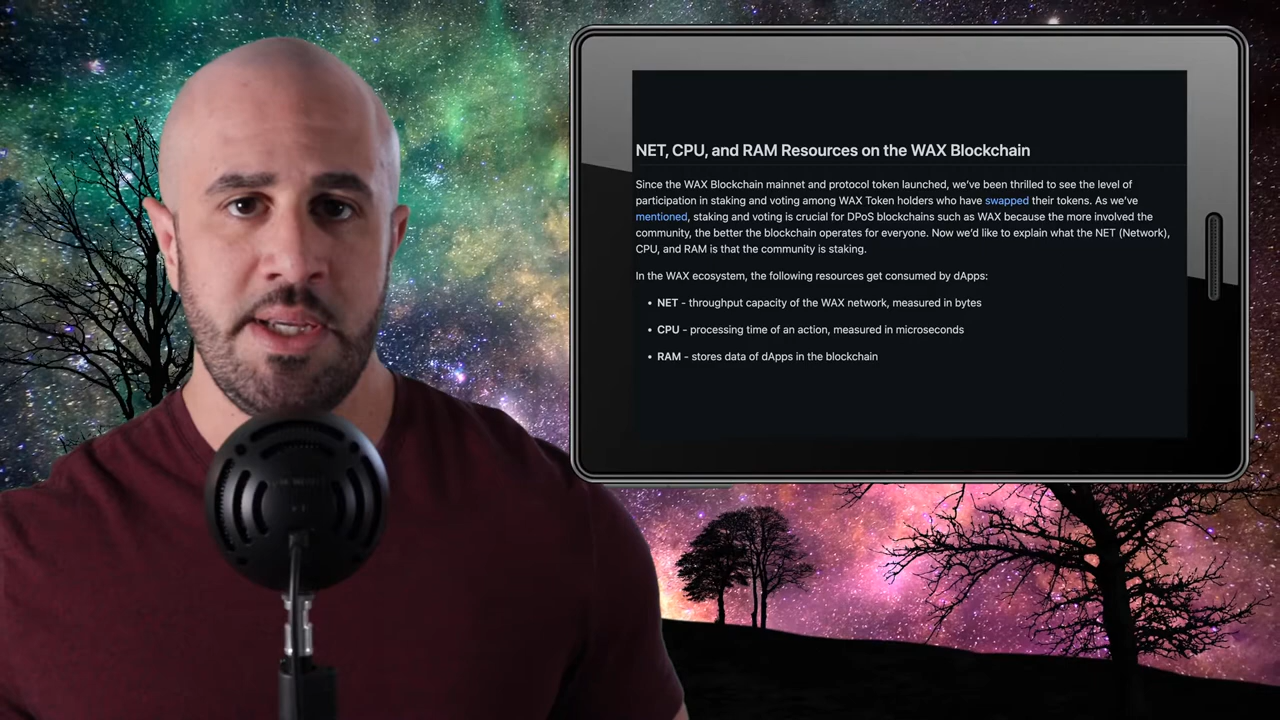 NET, CPU, and RAM Resources on the WAX Blockchain
Since the WAX Blockchain mainnet and protocol token launched, we've been thrilled to see the level of
participation in staking and voting among WAX Token holders who have swapped their tokens. As we've
mentioned, staking and voting is crucial for DPoS blockchains such as WAX because the more involved the
community, the better the blockchain operates for everyone. Now we'd like to explain what the NET (Network),
CPU, and RAM is that the community is staking.
In the WAX ecosystem, the following resources get consumed by dApps:
• NET - throughput capacity of the WAX network, measured in bytes
• CPU - processing time of an action, measured in microseconds
• RAM - stores data of dApps in the blockchain